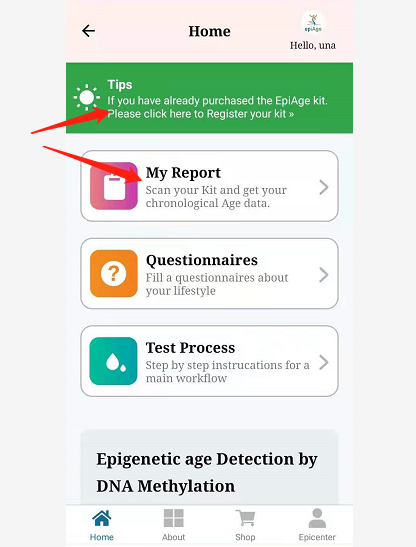 Home
epiAge
Hello, una
Tips
If you have already purchased the EpiAge kit.
Please click here to Register your kit »
My Report
Scan your Kit and get your
chronological Age data.
Questionnaires
Fill a questionnaires about
your lifestyle
Test Process
Step by step instrucations for a
main workflow
Epigenetic age Detection by
DNA Methylation
Home
About
Shop
Epicenter